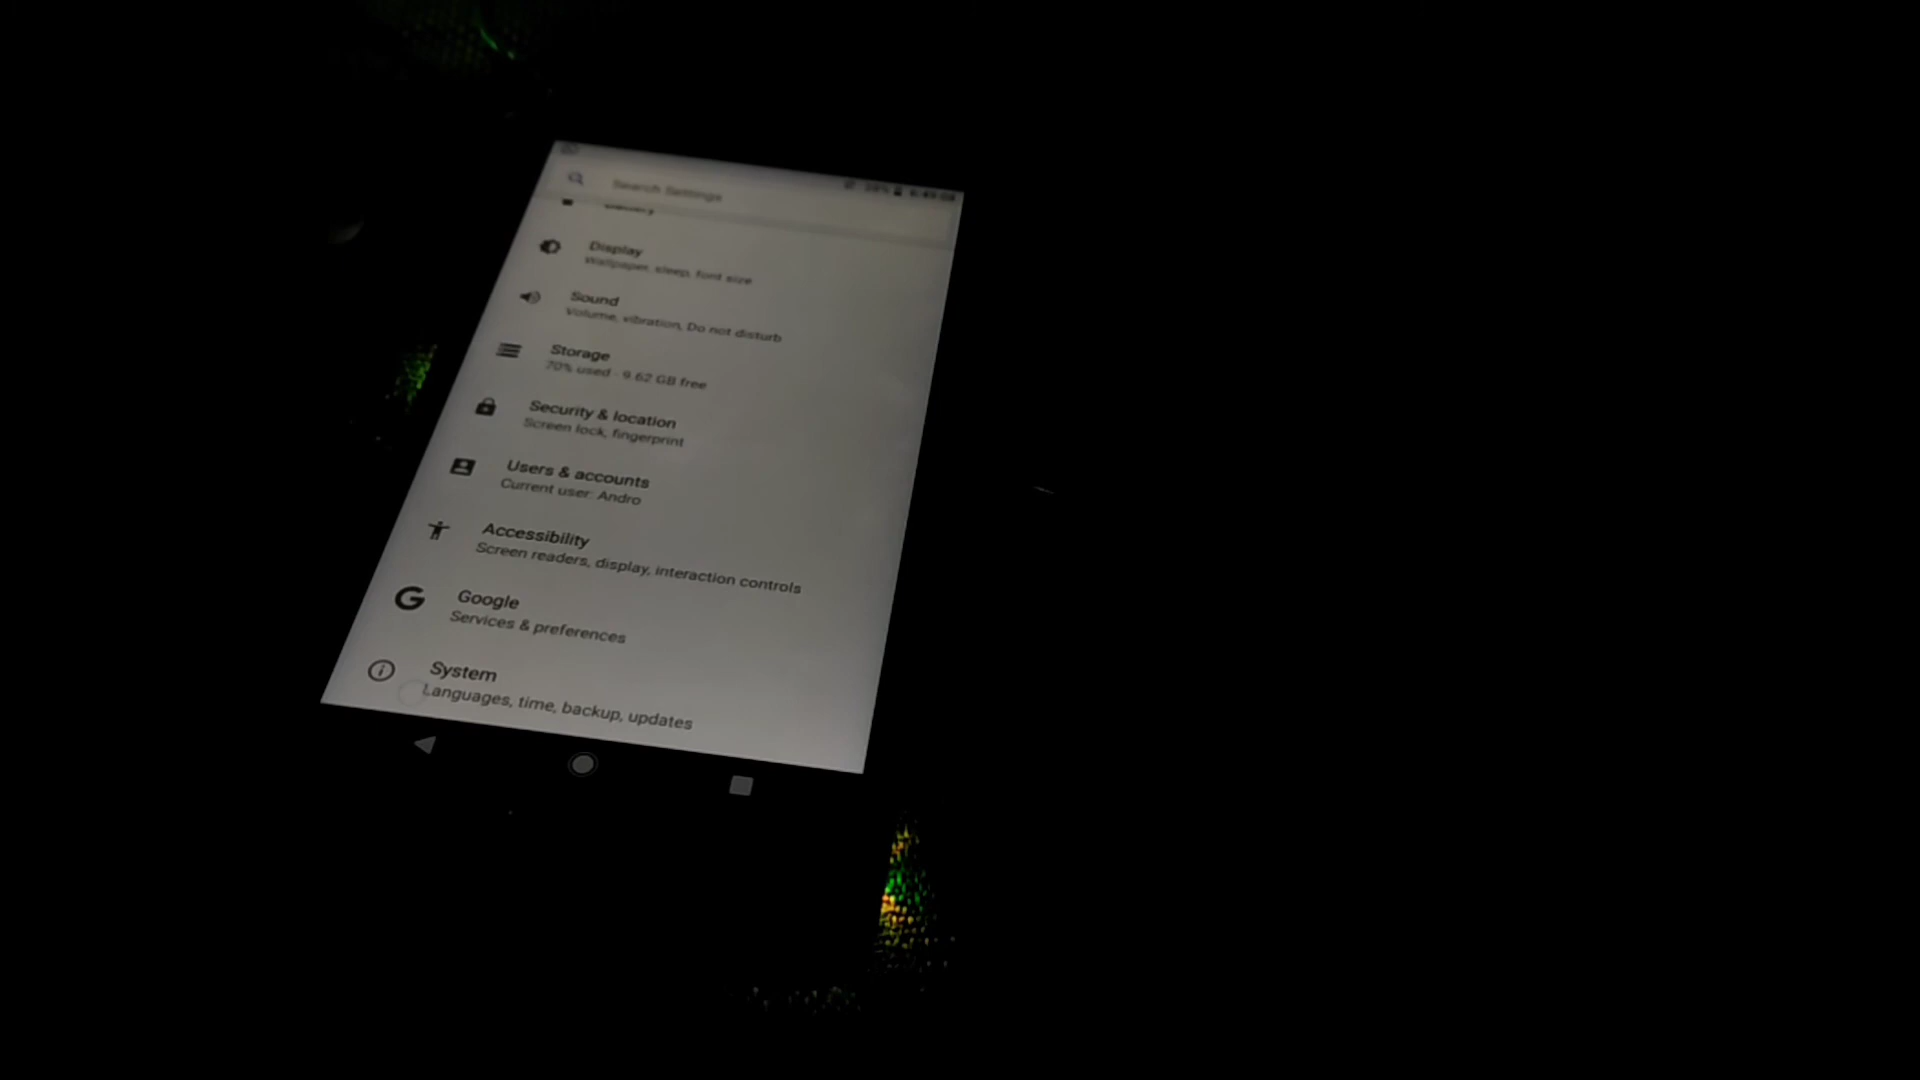 Search Settings
Battery
Display
Wallpaper, sleep, font size
Sound
Volume, vibration, Do not disturb
Storage
70% used - 9.62 GB free
Security & location
Screen lock, fingerprint
Users & accounts
Current user: Andro
Accessibility
Screen readers, display, interaction controls
Google
Services & preferences
System
Languages, time, backup, updates